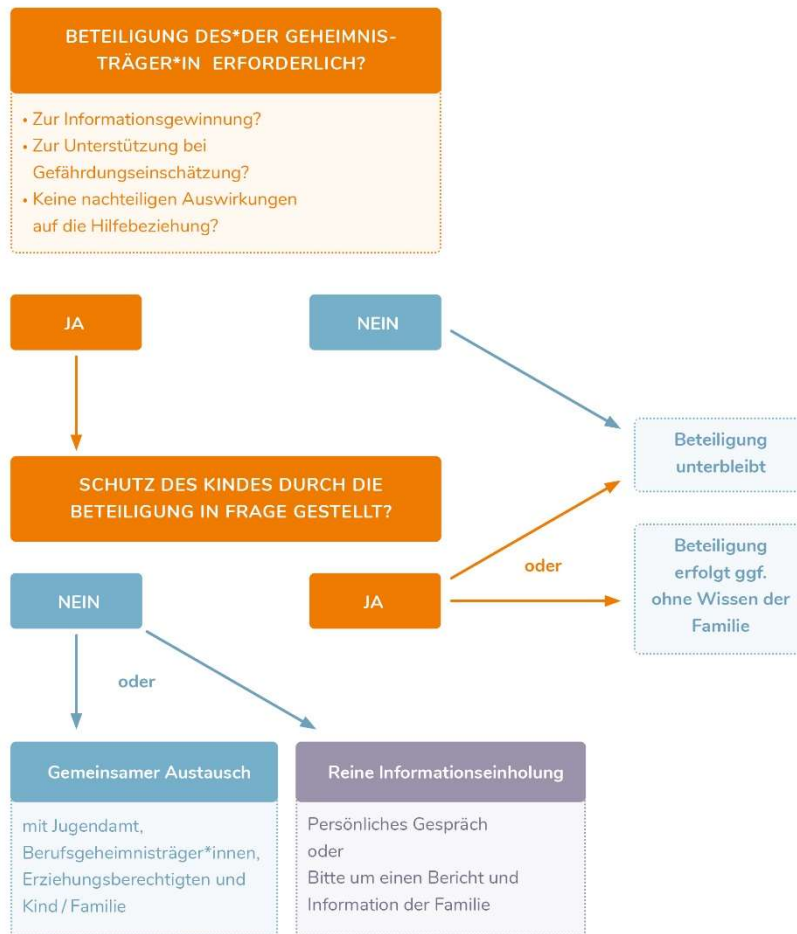 BETEILIGUNG DES*DER GEHEIMNIS-
TRÄGER*IN ERFORDERLICH?
• Zur Informationsgewinnung?
• Zur Unterstützung bei
Gefährdungseinschätzung?
• Keine nachteiligen Auswirkungen
auf die Hilfebeziehung?
JA
NEIN
Beteiligung
unterbleibt
SCHUTZ DES KINDES DURCH DIE
BETEILIGUNG IN FRAGE GESTELLT?
oder
Beteiligung
erfolgt ggf.
ohne Wissen der
Familie
NEIN
JA
oder
Gemeinsamer Austausch
mit Jugendamt,
Berufsgeheimnisträger*innen,
Erziehungsberechtigten und
Kind / Familie
Reine Informationseinholung
Persönliches Gespräch
oder
Bitte um einen Bericht und
Information der Familie